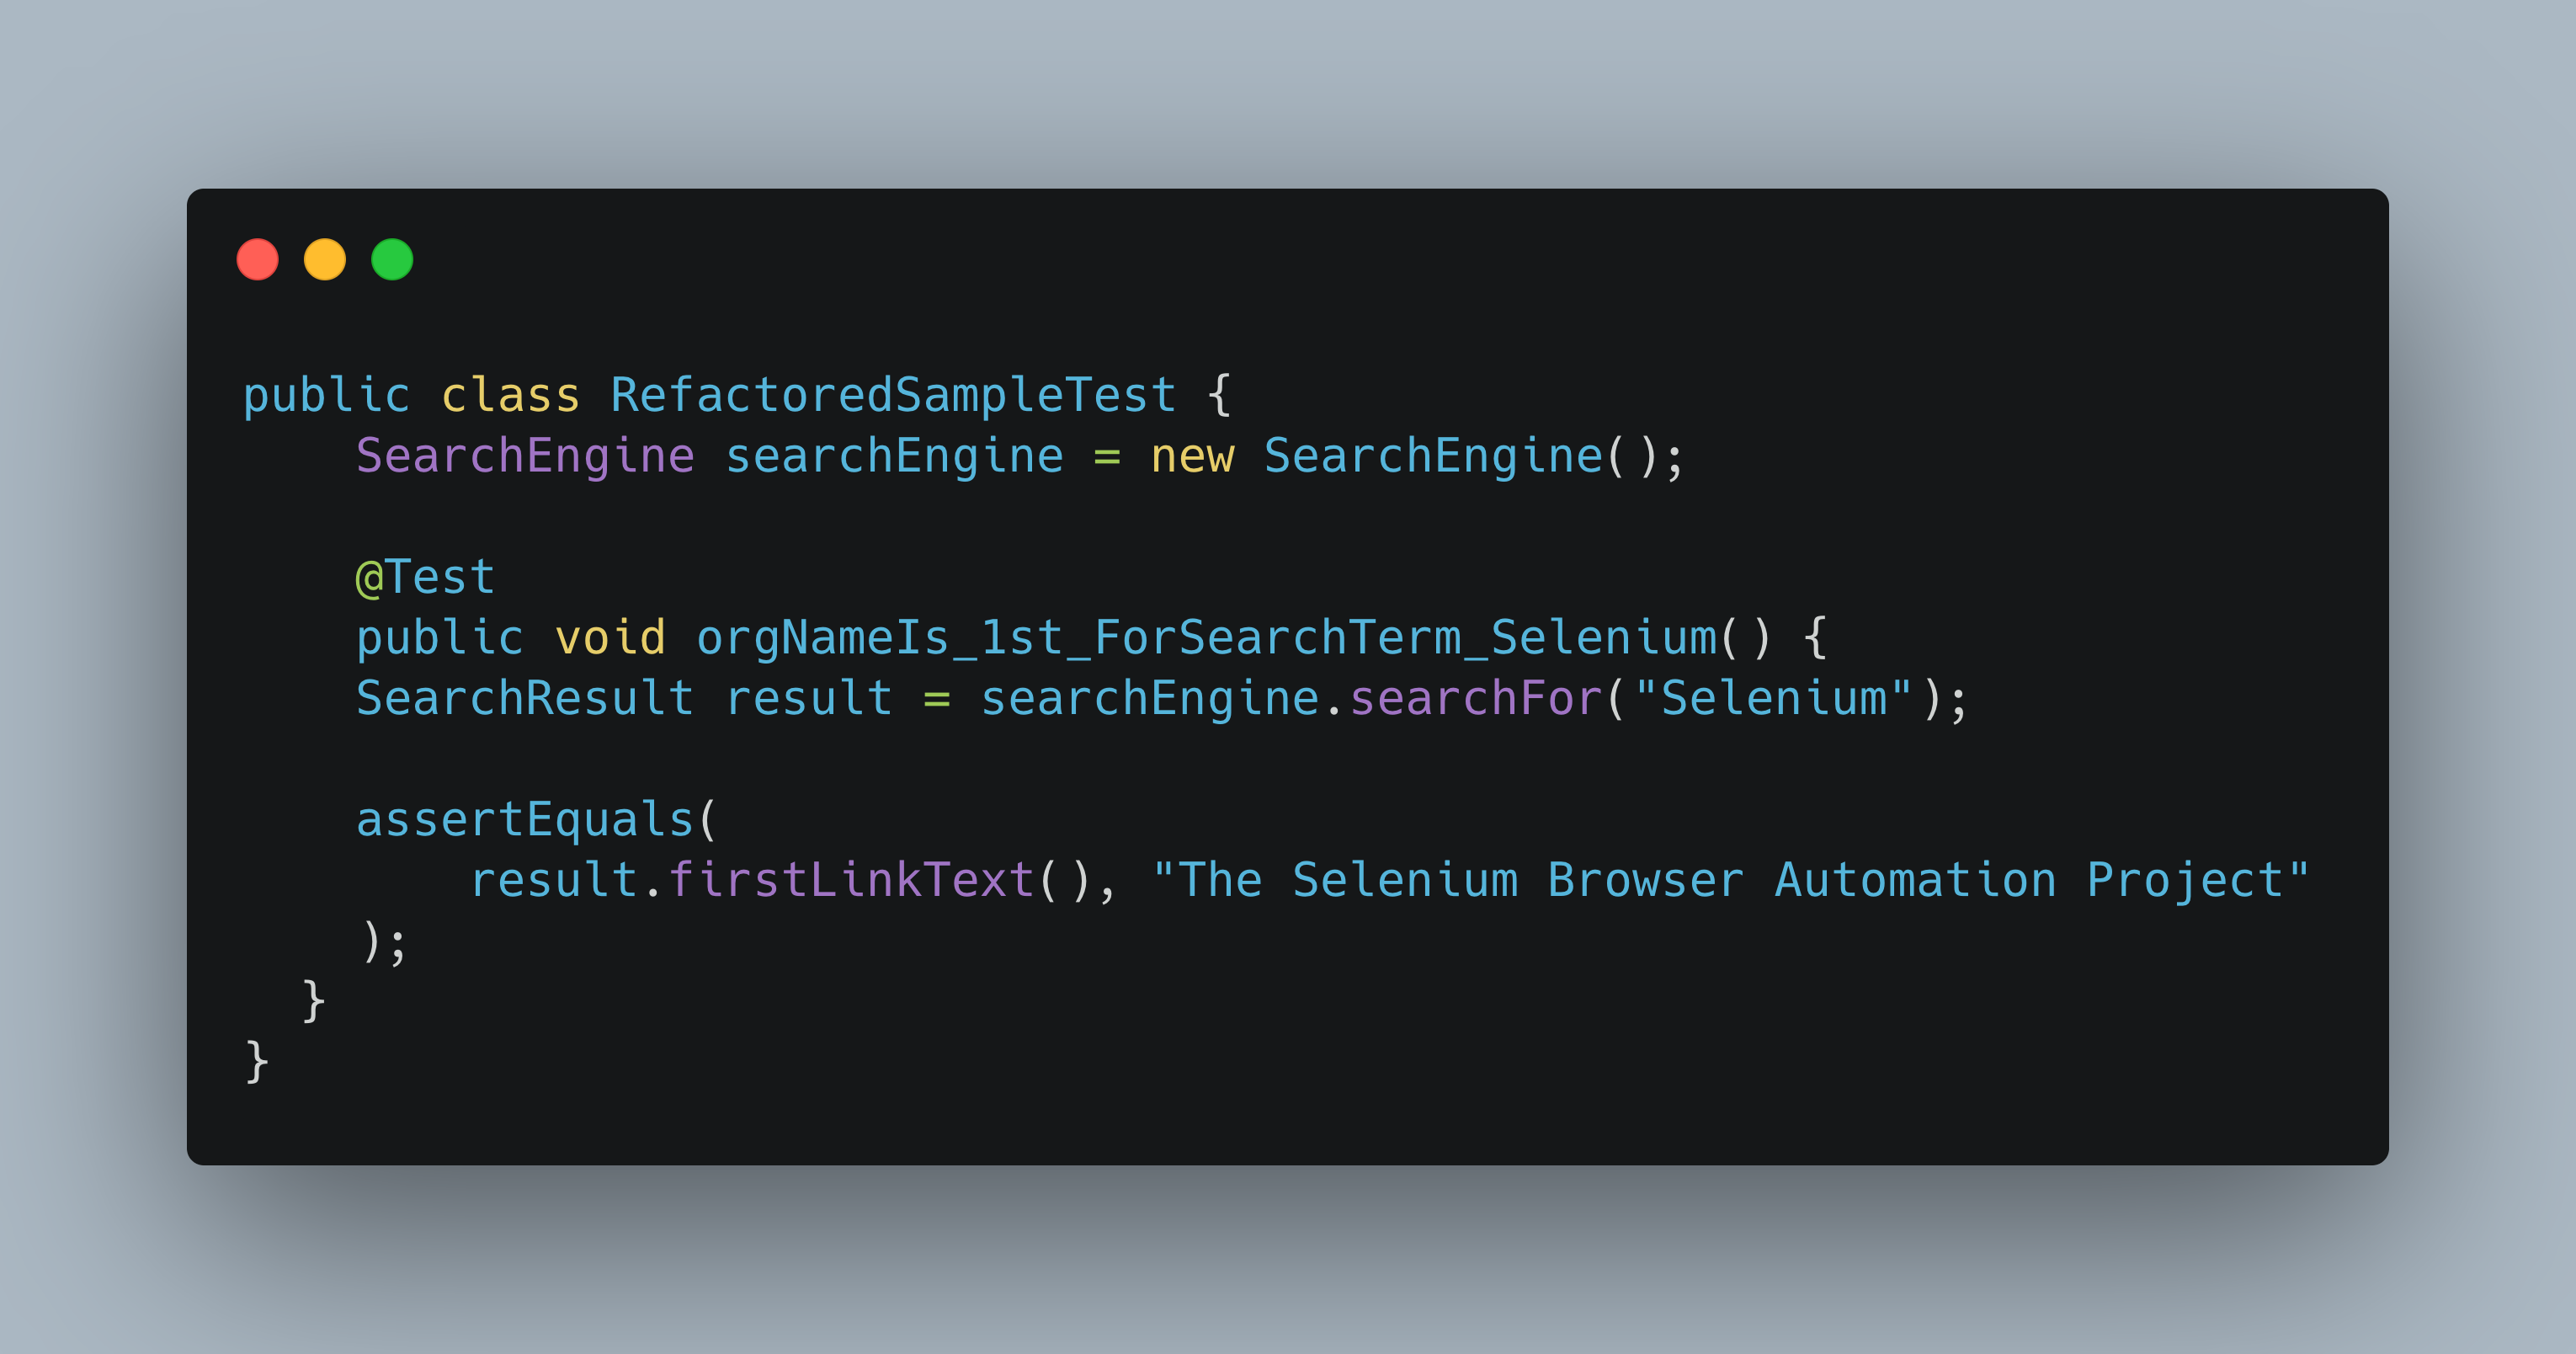 public class RefactoredSampleTest {
    SearchEngine searchEngine = new SearchEngine();

    @Test
    public void orgNameIs_1st_ForSearchTerm_Selenium() {
    SearchResult result = searchEngine.searchFor("Selenium");

    assertEquals(
        result.firstLinkText(), "The Selenium Browser Automation Project"
    );
  }
}